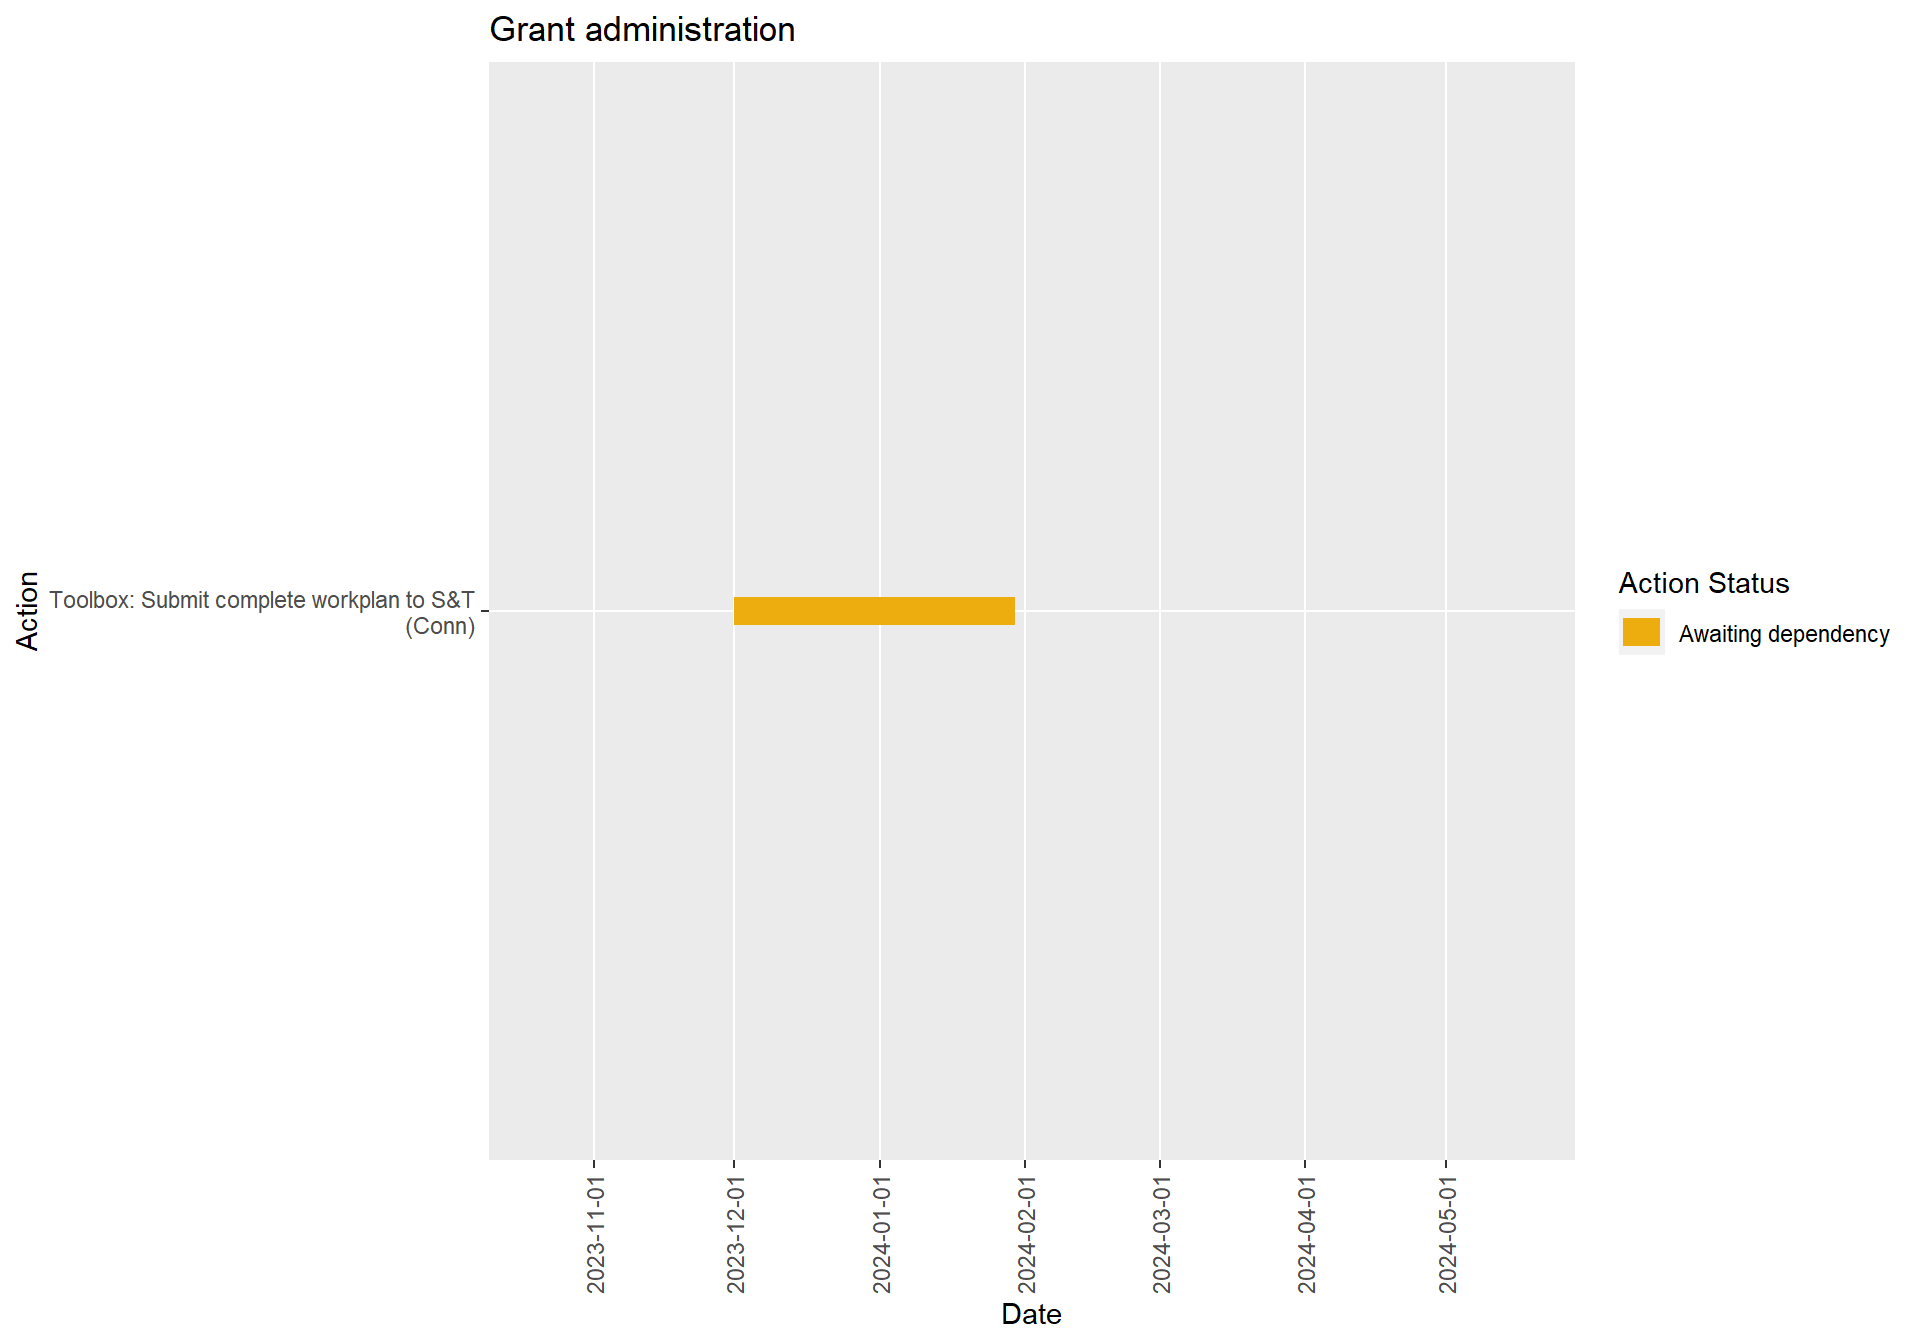 Grant administration
Action
Toolbox: Submit complete workplan to S&T
(Conn)
Action Status
Awaiting dependency
2023-11-01
2023-12-01
2024-01-01
2024-02-01
2024-03-01
2024-04-01
2024-05-01
Date